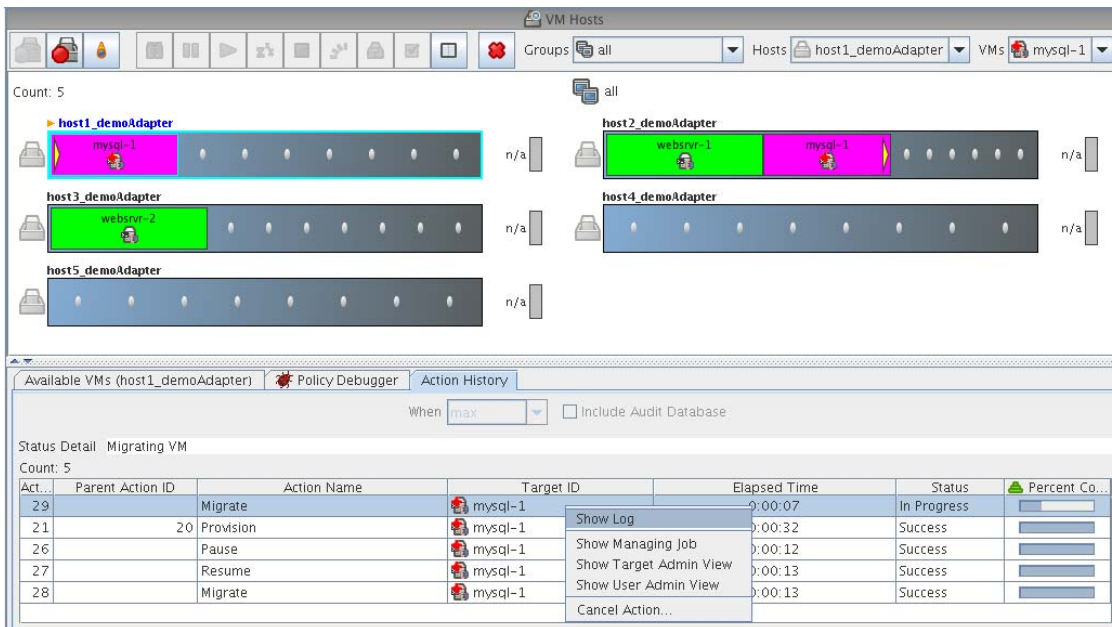 VM Hosts
Groups all Hosts host1_demoAdapter VMs mysql-1
Count: 5 all
host1_demoAdapter host2_demoAdapter
mysql-1 n/a websrvr-1 mysql-1 n/a
host3_demoAdapter host4_demoAdapter
websrvr-2 n/a n/a
host5_demoAdapter
n/a
Available VMs (host1_demoAdapter) Policy Debugger Action History
When max Include Audit Database
Status Detail Migrating VM
Count: 5
Act... Parent Action ID Action Name Target ID Elapsed Time Status Percent Co...
29 Migrate mysql-1 0:00:07 In Progress
21 20 Provision mysql-1 0:00:32 Success
26 Pause mysql-1 0:00:12 Success
27 Resume mysql-1 0:00:13 Success
28 Migrate mysql-1 0:00:13 Success
Show Log
Show Managing Job
Show Target Admin View
Show User Admin View
Cancel Action...